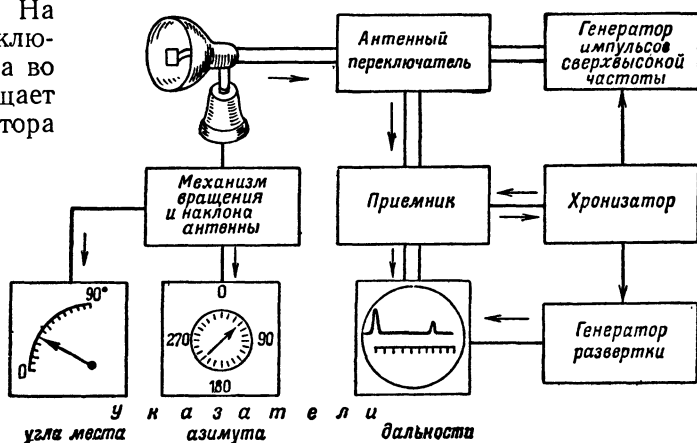 На
клю-
а во
щает
тора
Антенный
переключатель
Генератор
импульсов
сверхвысокой
частоты
Механизм
вращения
и наклона
антенны
Приемник
Хронизатор
90°
0
0
270
90
180
Генератор
развертки
Указатели
угла места
азимута
дальности